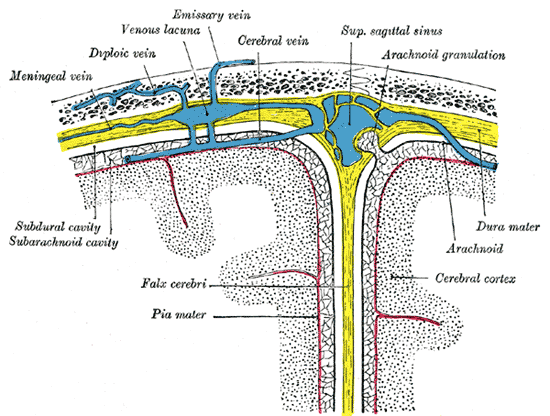 Emissary vein
Venous lacuna
Cerebral vein
Sup. sagittal sinus
Diploic vein
Arachnoid granulation
Meningeal vein
Subdural cavity
Subarachnoid cavity
Dura mater
Arachnoid
Falx cerebri
Cerebral cortex
Pia mater